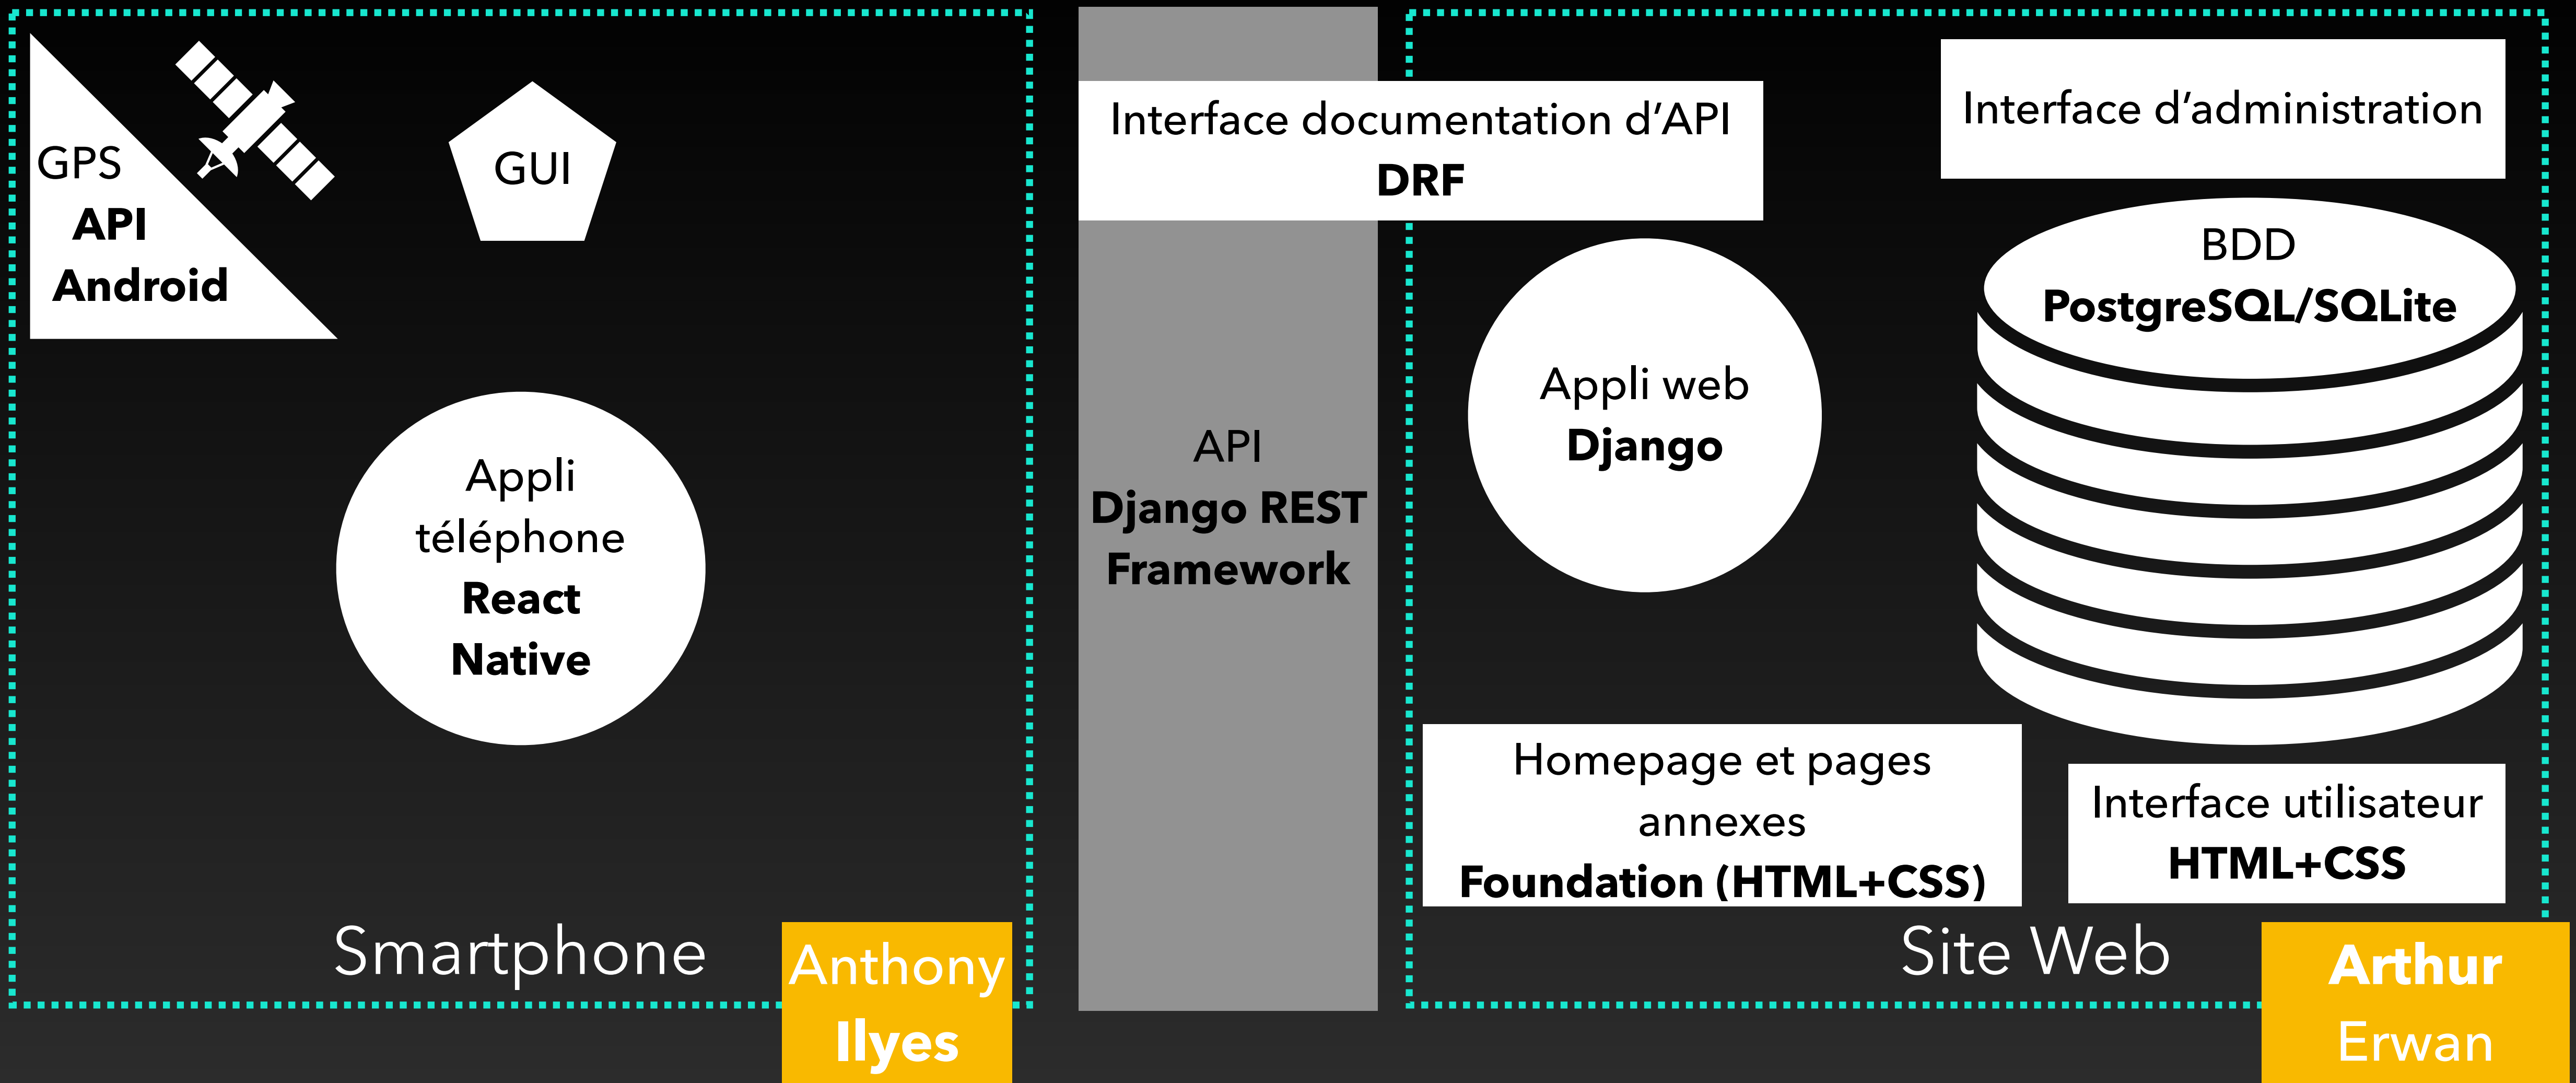 GPS
API
Android
GUI
Appli
téléphone
React
Native
Smartphone
Anthony
Ilyes
Interface documentation d’API
DRF
API
Django REST
Framework
Appli web
Django
Interface d’administration
BDD
PostgreSQL/SQLite
Homepage et pages
annexes
Foundation (HTML+CSS)
Interface utilisateur
HTML+CSS
Site Web
Arthur
Erwan